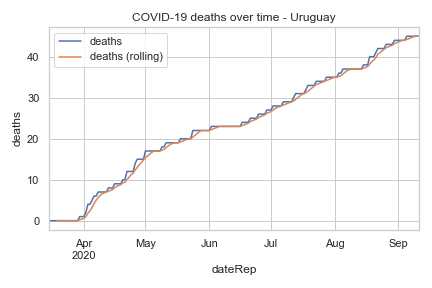 COVID-19 deaths over time - Uruguay
deaths
deaths (rolling)
deaths
40
30
20
10
0
Apr May Jun Jul Aug Sep
2020
dateRep